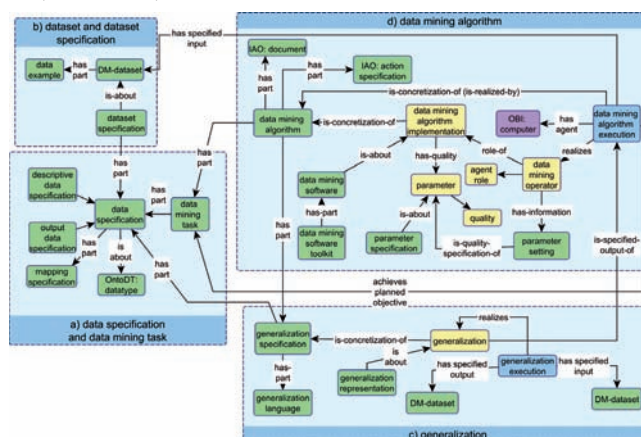 b) dataset and dataset
specification
data
example
has
part
DM-dataset
is-about
dataset
specification
has
part
has specified
input
d) data mining algorithm
IAO: document
has
part
has
part
IAO: action
specification
is-concretization-of (is-realized-by)
data mining
algorithm
is-concretization-of
data mining
algorithm
implementation
OBI:
computer
has
agent
data mining
algorithm
execution
realizes
role-of
is-about
has-quality
data mining
software
agent
role
data mining
operator
parameter
has-part
quality
has-information
is-about
data mining
software toolkit
parameter
specification
is-quality-
specification-of
parameter
setting
has
part
has
part
is-specified-
output-of
descriptive
data specification
data
specification
has
part
data
mining
task
output
data
specification
has
part
is
about
has
part
mapping
specification
OntoDT:
datatype
a) data specification
and data mining task
achieves
planned
objective
generalization
specification
is-concretization-of
generalization
realizes
is
about
generalization
execution
has-
part
generalization
representation
has specified
output
has specified
input
generalization
language
DM-dataset
DM-dataset
c) generalization